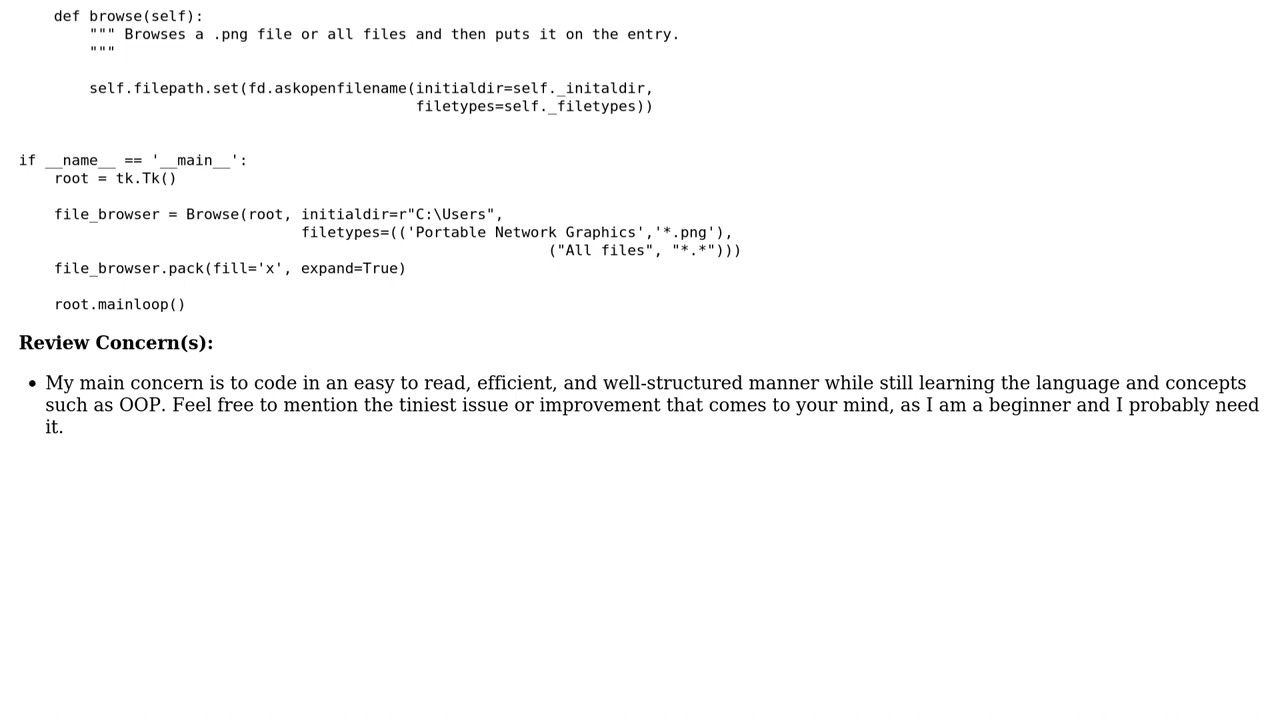 def browse(self):
        """ Browses a .png file or all files and then puts it on the entry.
        """

        self.filepath.set(fd.askopenfilename(initialdir=self._initaldir,
                                             filetypes=self._filetypes))


if __name__ == '__main__':
    root = tk.Tk()

    file_browser = Browse(root, initialdir=r"C:\Users",
                                filetypes=(('Portable Network Graphics','*.png'),
                                                            ("All files", "*.*")))
    file_browser.pack(fill='x', expand=True)

    root.mainloop()
Review Concern(s):
• My main concern is to code in an easy to read, efficient, and well-structured manner while still learning the language and concepts
such as OOP. Feel free to mention the tiniest issue or improvement that comes to your mind, as I am a beginner and I probably need
it.